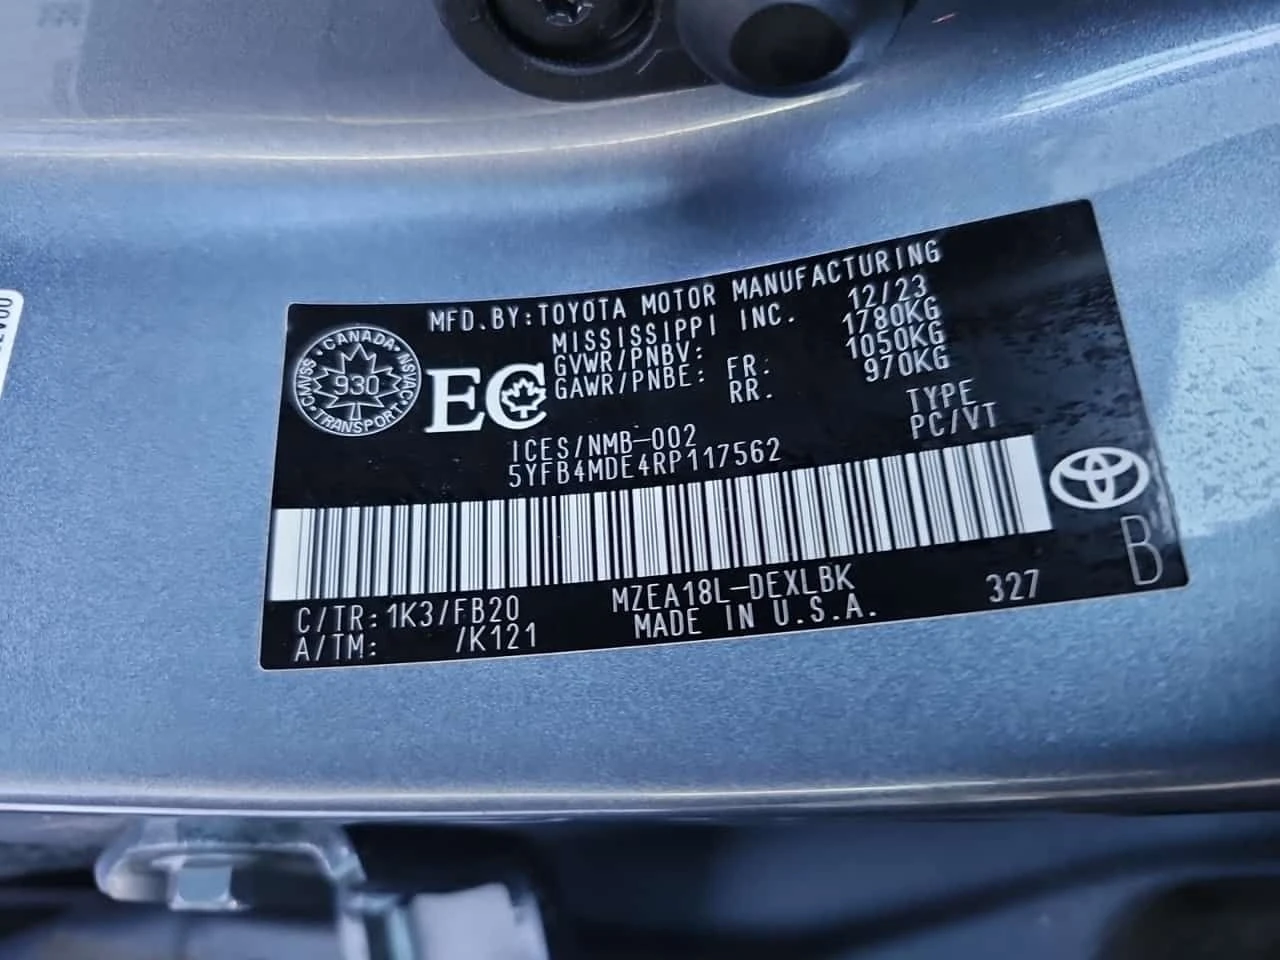 MFD.BY:TOYOTA MOTOR MANUFACTURING
MISSISSIPPI INC. 12/23
GVWR/PNBV: 1780KG
GAWR/PNBE: FR: 1050KG
RR. 970KG
CANADA
NSVAC
TRANSPORT
CMVSS
930
EC
ICES/NMB-002
TYPE
5YFB4MDE4RP117562
PC/VT
C/TR:1K3/FB20
MZEA18L-DEXLBK
327
B
A/TM: /K121
MADE IN U.S.A.